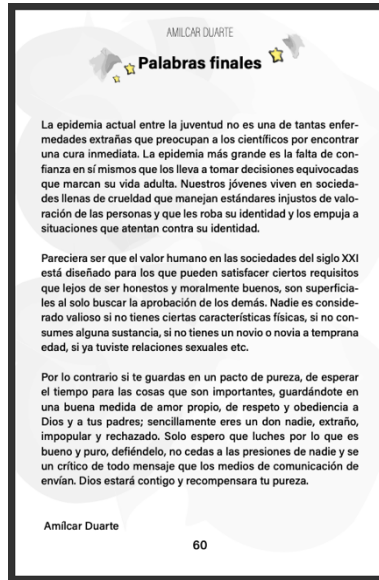 AMILCAR DUARTE
Palabras finales
La epidemia actual entre la juventud no es una de tantas enfer-
medades extrañas que preocupan a los científicos por encontrar
una cura inmediata. La epidemia más grande es la falta de con-
fianza en sí mismos que los lleva a tomar decisiones equivocadas
que marcan su vida adulta. Nuestros jóvenes viven en socieda-
des llenas de crueldad que manejan estándares injustos de valo-
ración de las personas y que les roba su identidad y los empuja a
situaciones que atentan contra su identidad.
Pareciera ser que el valor humano en las sociedades del siglo XXI
está diseñado para los que pueden satisfacer ciertos requisitos
que lejos de ser honestos y moralmente buenos, son superficia-
les al solo buscar la aprobación de los demás. Nadie es conside-
rado valioso si no tienes ciertas características físicas, si no con-
sumes alguna sustancia, si no tienes un novio o novia a temprana
edad, si ya tuviste relaciones sexuales etc.
Por lo contrario si te guardas en un pacto de pureza, de esperar
el tiempo para las cosas que son importantes, guardándote en
una buena medida de amor propio, de respeto y obediencia a
Dios y a tus padres; sencillamente eres un don nadie, extraño,
impopular y rechazado. Solo espero que luches por lo que es
bueno y puro, defiéndelo, no cedas a las presiones de nadie y se
un crítico de todo mensaje que los medios de comunicación de
envían. Dios estará contigo y recompensara tu pureza.
Amílcar Duarte
60